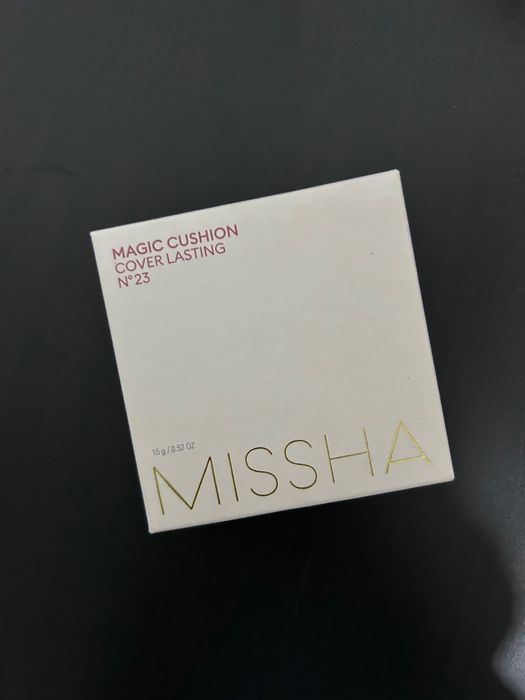 MAGIC CUSHION
COVER LASTING
N°23
15 g / 0.52 OZ
MISSHA